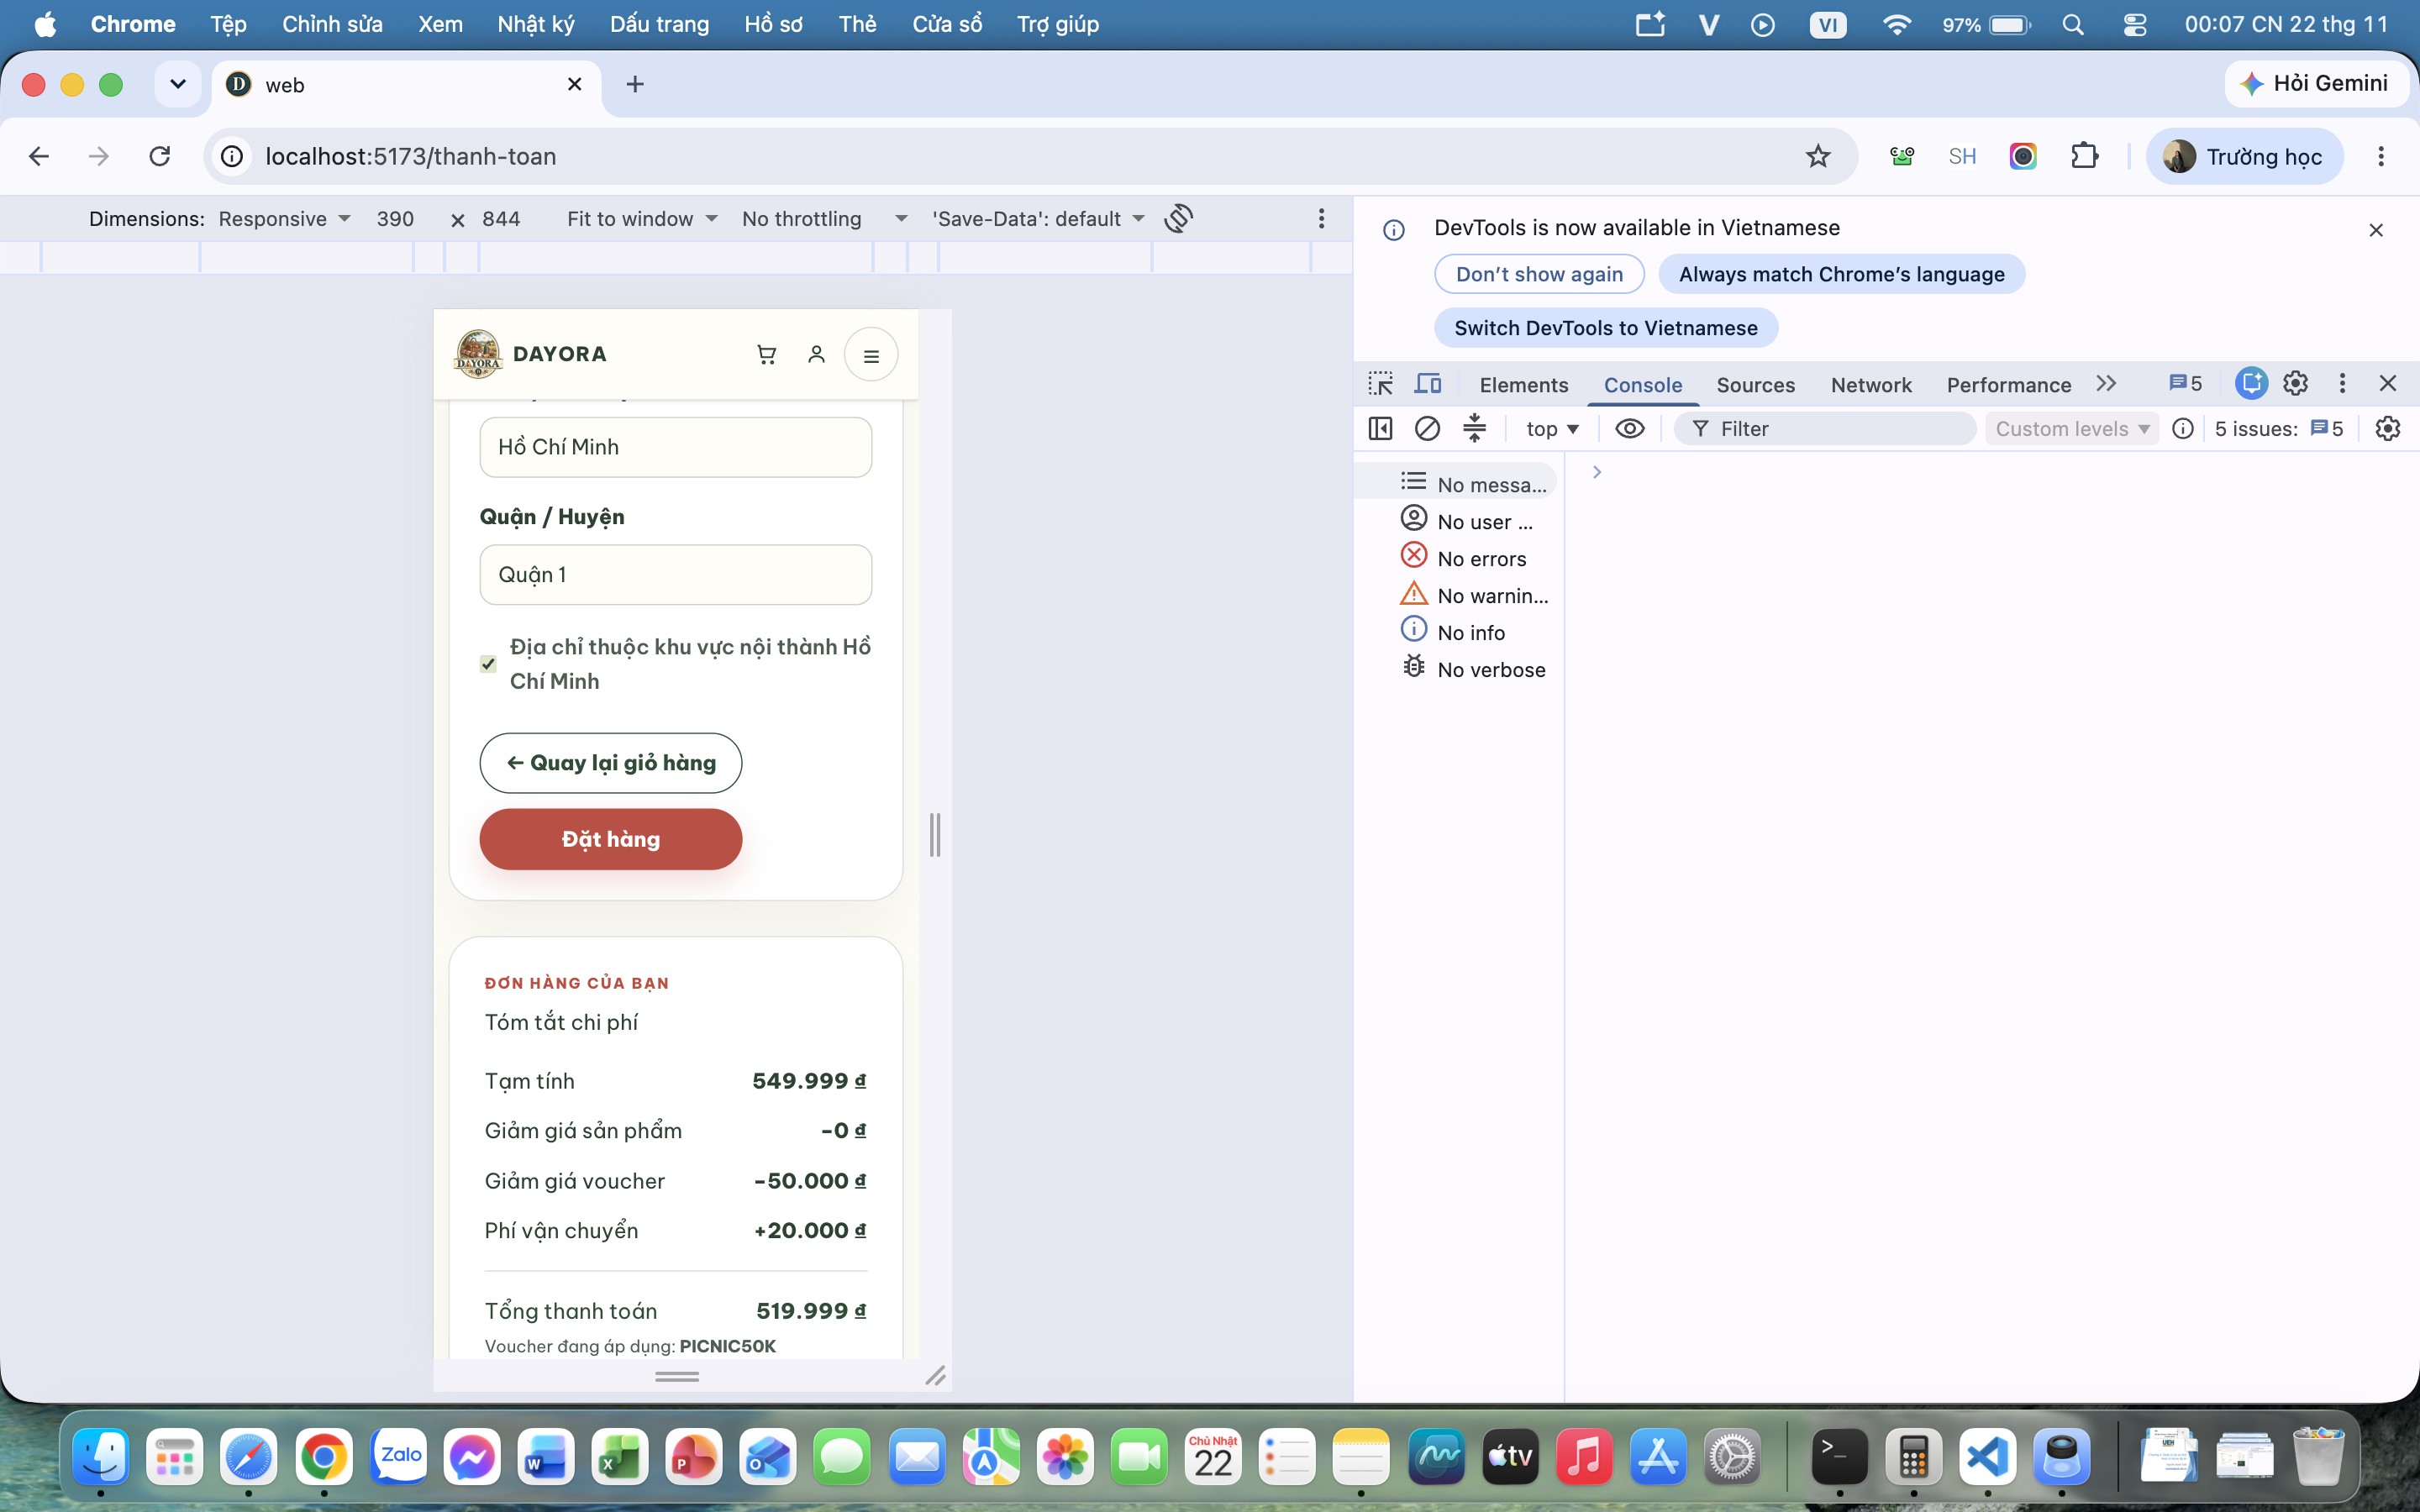 Chrome Tệp Chỉnh sửa Xem Nhật ký Dấu trang Hồ sơ Thẻ Cửa sổ Trợ giúp VI 97% 00:07 CN 22 thg 11
D web Hỏi Gemini
localhost:5173/thanh-toan SH Trường học
Dimensions: Responsive 390 × 844 Fit to window No throttling 'Save-Data': default
DevTools is now available in Vietnamese
Don't show again Always match Chrome's language
Switch DevTools to Vietnamese
Elements Console Sources Network Performance 5
top Filter Custom levels 5 issues: 5
No messa...
No user ...
No errors
No warnin...
No info
No verbose
DAYORA DAYORA
Hồ Chí Minh
Quận / Huyện
Quận 1
Địa chỉ thuộc khu vực nội thành Hồ
Chí Minh
← Quay lại giỏ hàng
Đặt hàng
ĐƠN HÀNG CỦA BẠN
Tóm tắt chi phí
Tạm tính 549.999 ₫
Giảm giá sản phẩm -0 ₫
Giảm giá voucher -50.000 ₫
Phí vận chuyển +20.000 ₫
Tổng thanh toán 519.999 ₫
Voucher đang áp dụng: PICNIC50K
Zalo W X P O Chủ Nhật 22 tv